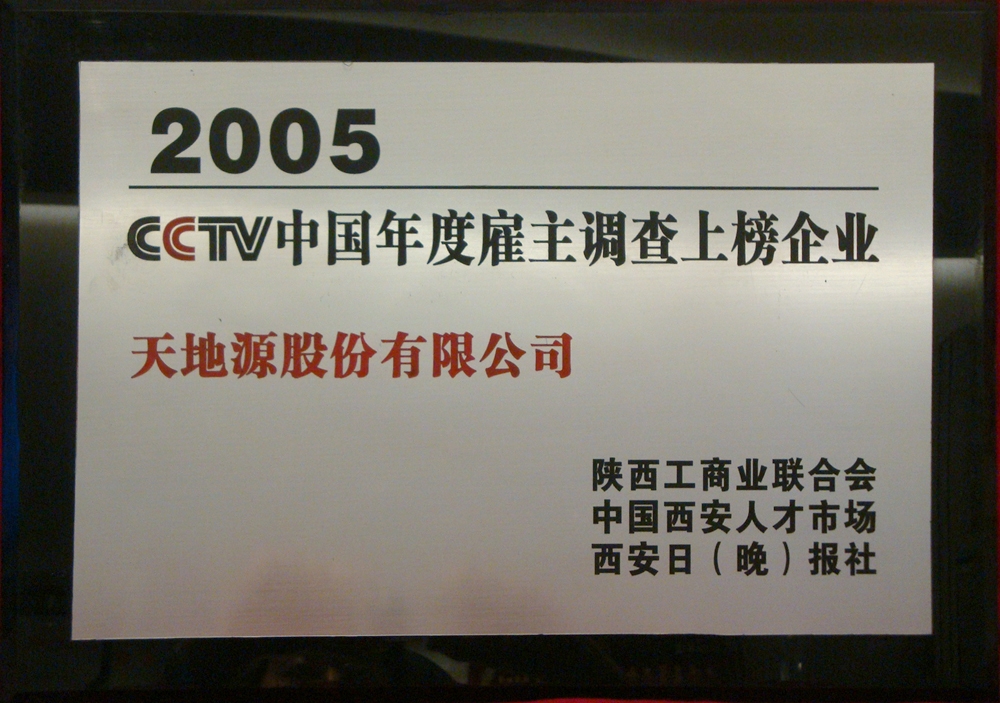 2005
CCTV中国年度雇主调查上榜企业
天地源股份有限公司
陕西工商业联合会
中国西安人才市场
西安日（晚）报社